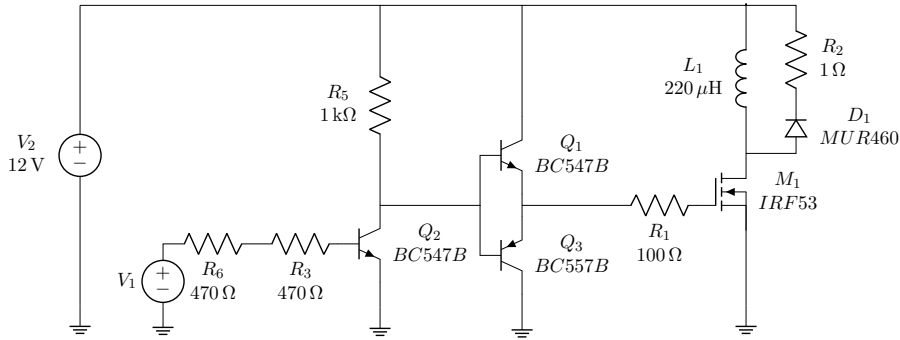 V2
12 V
V1
R6
470 Ω
R3
470 Ω
R5
1 kΩ
Q2
BC547B
Q1
BC547B
Q3
BC557B
R1
100 Ω
L1
220 μH
R2
1 Ω
D1
MUR460
M1
IRF53